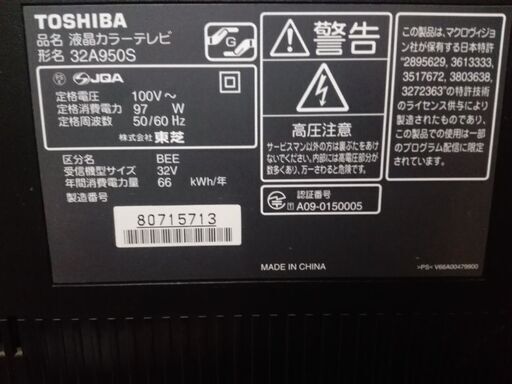 TOSHIBA
品名 液晶カラーテレビ
形名 32A950S
G
JQA
定格電圧 100V～
定格消費電力 97 W
定格周波数 50/60 Hz
株式会社 東芝
区分名 BEE
受信機型サイズ 32V
年間消費電力量 66 kWh/年
製造番号
80715713
警告
高圧注意
サービスマン以外の方は裏ぶたをあけ
ないでください。内部には高電圧部分が
数多くあり、万一さわると危険です。
認証番号
T A09-0150005
MADE IN CHINA
この製品は、マクロヴィジョ
ン社が保有する日本特許
"2895629, 3613333,
3517672, 3803638,
3272363"の特許技術
のライセンス供与により
製造されております。
この製品での使用は一部
のプログラム配信に限定
されています。
>PS< V66A00479900